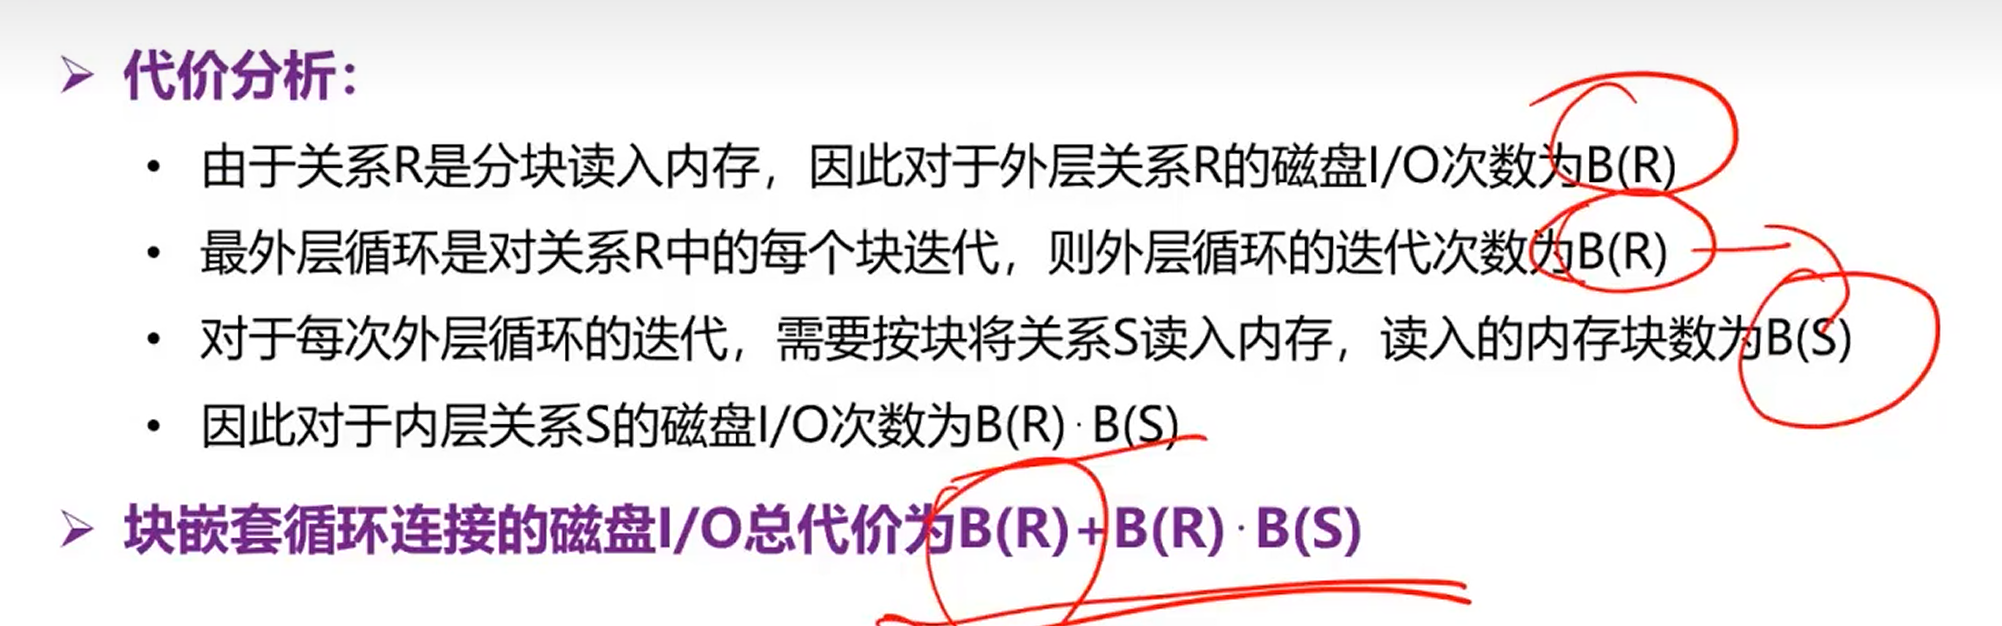 ➢ 代价分析：
• 由于关系R是分块读入内存，因此对于外层关系R的磁盘I/O次数为B(R)
• 最外层循环是对关系R中的每个块迭代，则外层循环的迭代次数为B(R)
• 对于每次外层循环的迭代，需要按块将关系S读入内存，读入的内存块数为B(S)
• 因此对于内层关系S的磁盘I/O次数为B(R)·B(S)
➢ 块嵌套循环连接的磁盘I/O总代价为B(R)+B(R)·B(S)